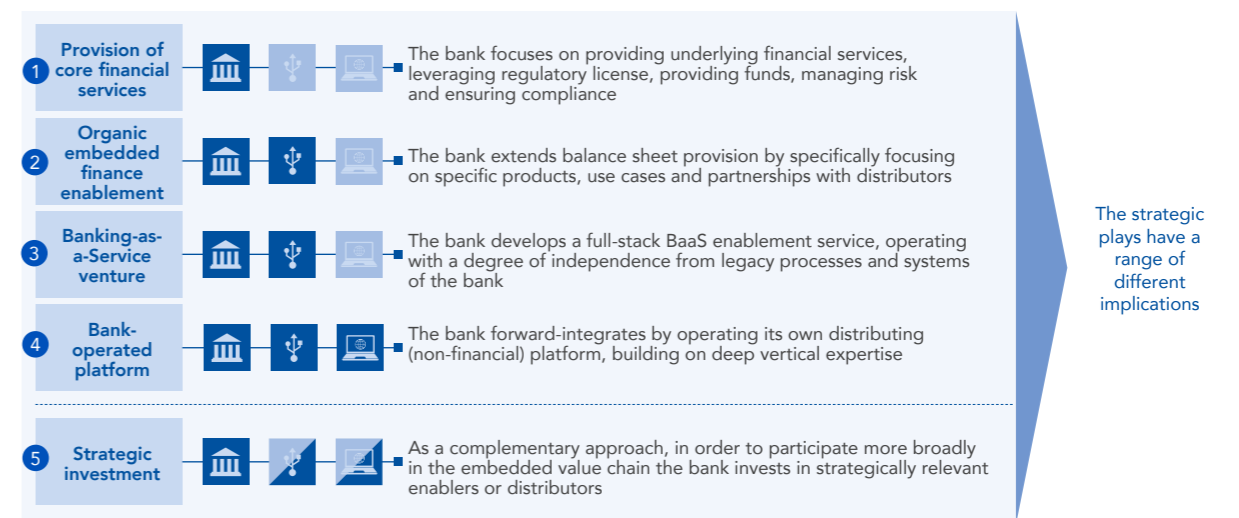 1
Provision of
core financial
services
The bank focuses on providing underlying financial services,
leveraging regulatory license, providing funds, managing risk
and ensuring compliance
2
Organic
embedded
finance
enablement
The bank extends balance sheet provision by specifically focusing
on specific products, use cases and partnerships with distributors
3
Banking-as-
a-Service
venture
The bank develops a full-stack BaaS enablement service, operating
with a degree of independence from legacy processes and systems
of the bank
4
Bank-
operated
platform
The bank forward-integrates by operating its own distributing
(non-financial) platform, building on deep vertical expertise
5
Strategic
investment
As a complementary approach, in order to participate more broadly
in the embedded value chain the bank invests in strategically relevant
enablers or distributors
The strategic
plays have a
range of
different
implications